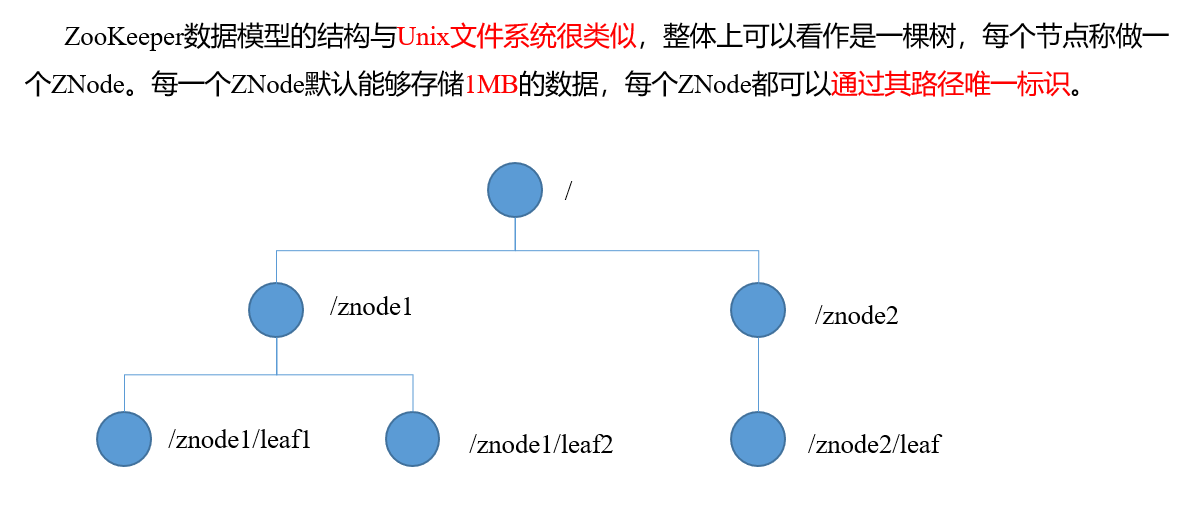 ZooKeeper数据模型的结构与Unix文件系统很类似，整体上可以看作是一棵树，每个节点称做一
个ZNode。每一个ZNode默认能够存储1MB的数据，每个ZNode都可以通过其路径唯一标识。
/
/znode1
/znode2
/znode1/leaf1
/znode1/leaf2
/znode2/leaf